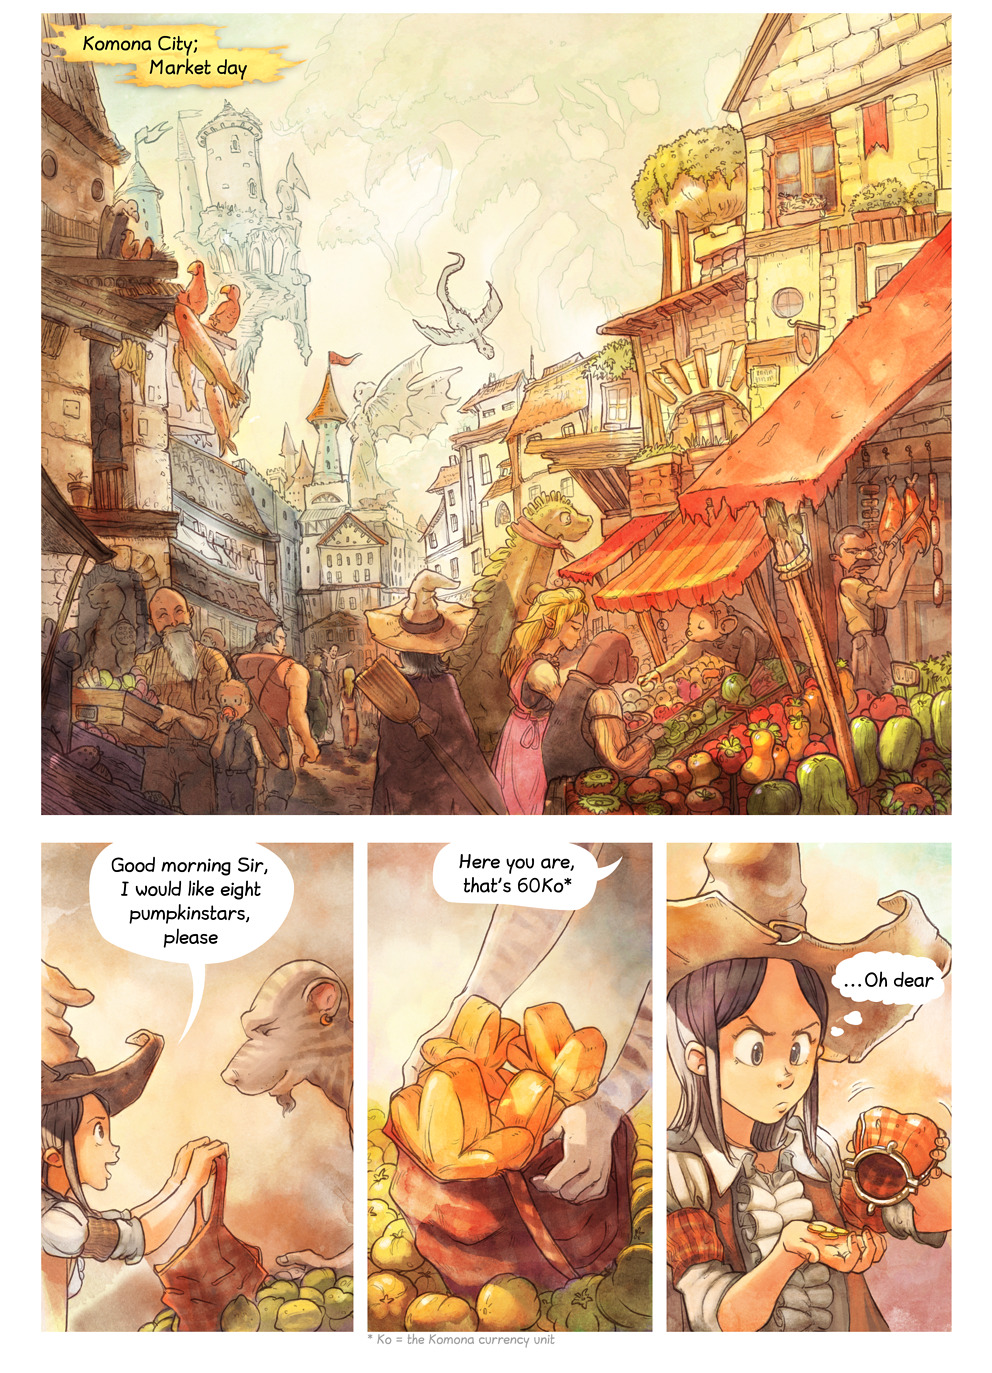 Komona City;
Market day
Good morning Sir,
I would like eight
pumpkinstars,
please
Here you are,
that's 60Ko*
...Oh dear
* Ko = the Komona currency unit